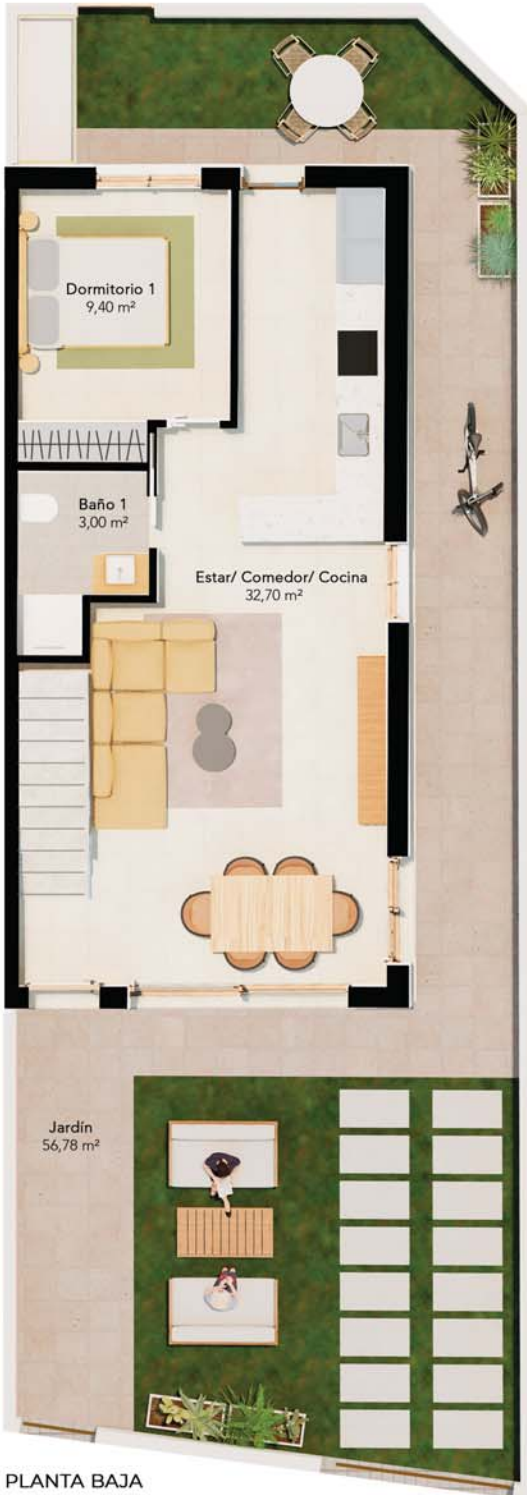 Dormitorio 1
9,40 m²
Baño 1
3,00 m²
Estar/ Comedor/ Cocina
32,70 m²
Jardín
56,78 m²
PLANTA BAJA